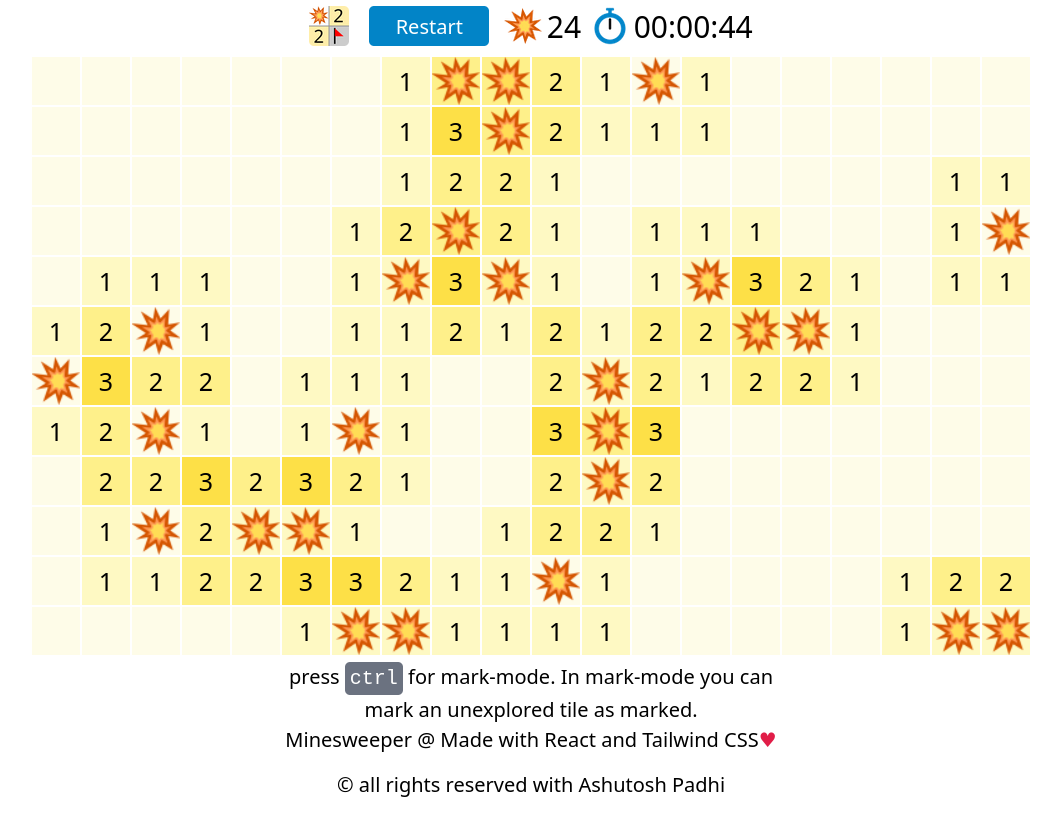 2
2
Restart 24 00:00:44
1 2 1 1
1 3 2 1 1 1
1 2 2 1 1 1
1 2 2 1 1 1 1 1
1 1 1 1 3 1 1 3 2 1 1 1
1 2 1 1 1 2 1 2 1 2 2 1
3 2 2 1 1 1 2 2 1 2 2 1
1 2 1 1 1 3 3
2 2 3 2 3 2 1 2 2
1 2 1 1 2 2 1
1 1 2 2 3 3 2 1 1 1 1 2 2
1 1 1 1 1 1
press ctrl for mark-mode. In mark-mode you can
mark an unexplored tile as marked.
Minesweeper @ Made with React and Tailwind CSS♥
© all rights reserved with Ashutosh Padhi